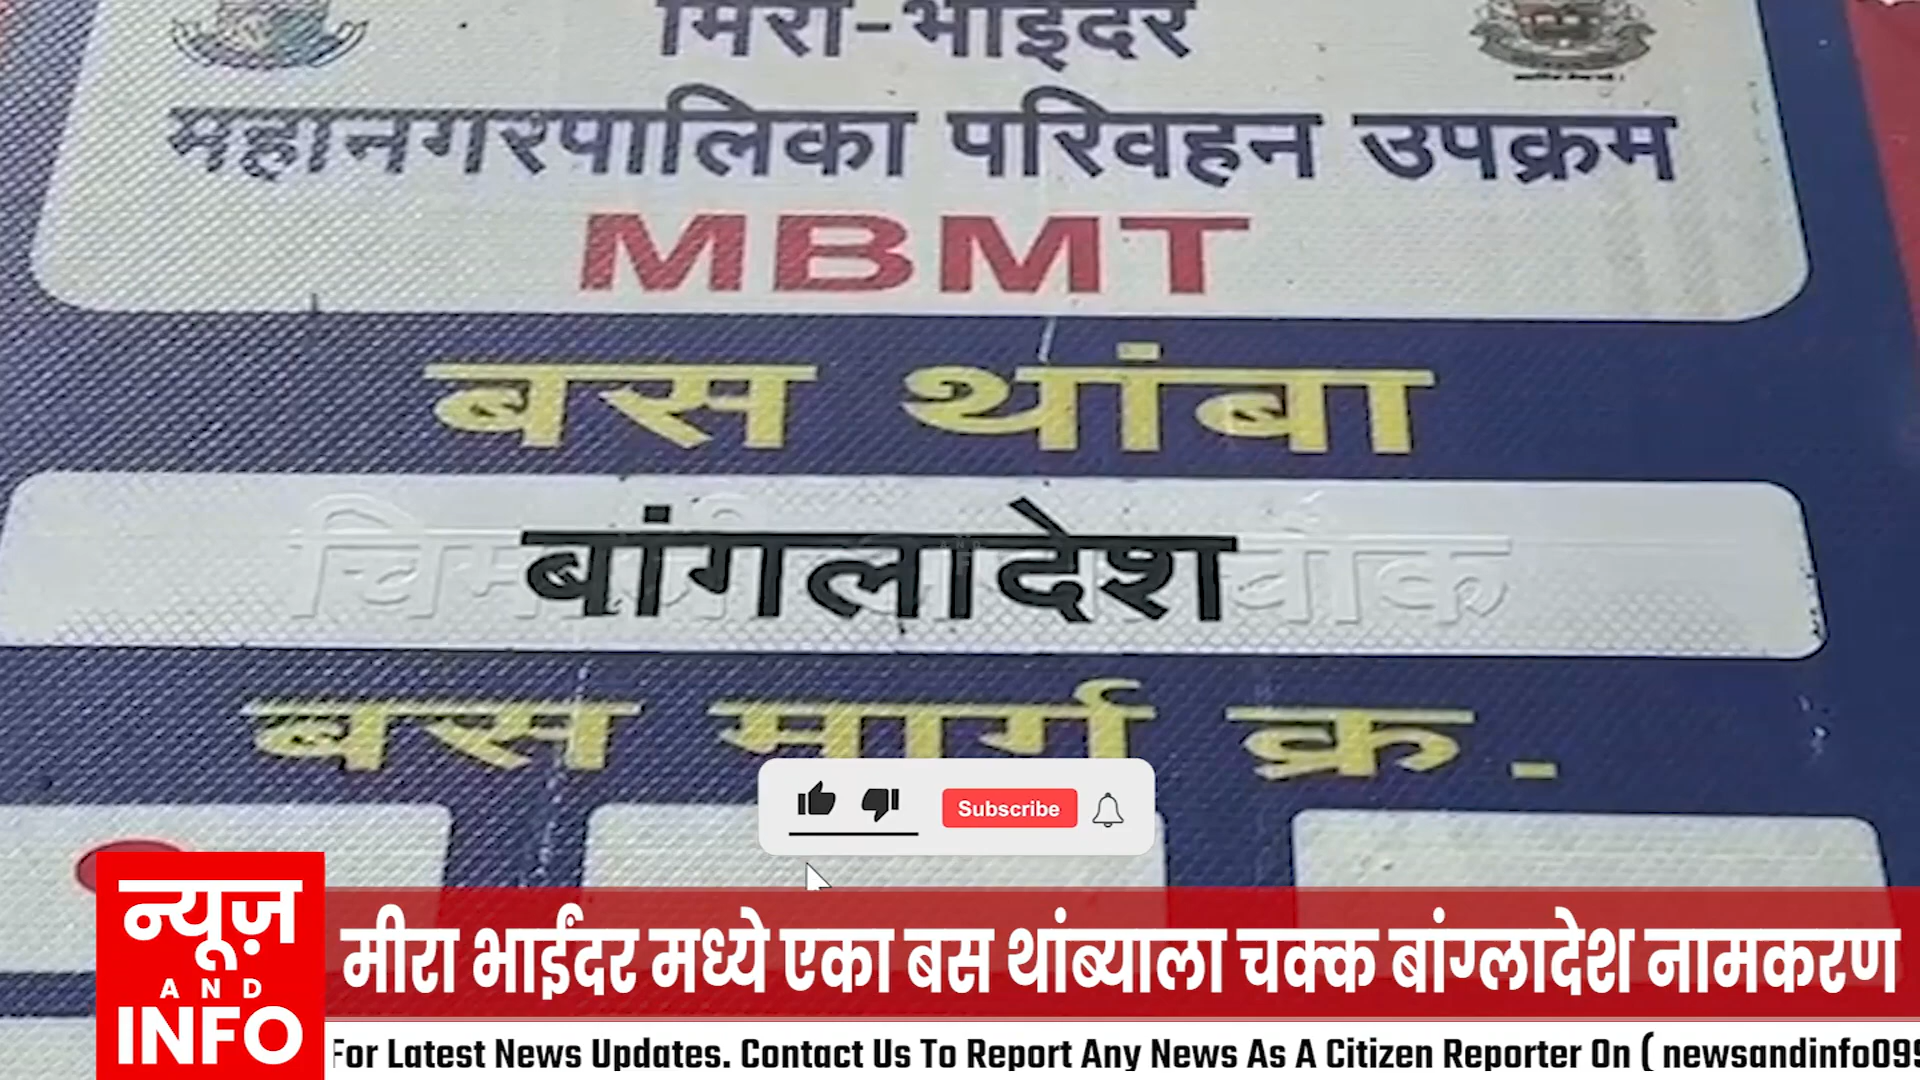 मिरा-भाईंदर
महानगरपालिका परिवहन उपक्रम
MBMT
बस थांबा
बांगलादेश
बस मार्ग क्र.
Subscribe
न्यूज़
AND
INFO
मीरा भाईंदर मध्ये एका बस थांब्याला चक्क बांग्लादेश नामकरण
For Latest News Updates. Contact Us To Report Any News As A Citizen Reporter On ( newsandinfo099